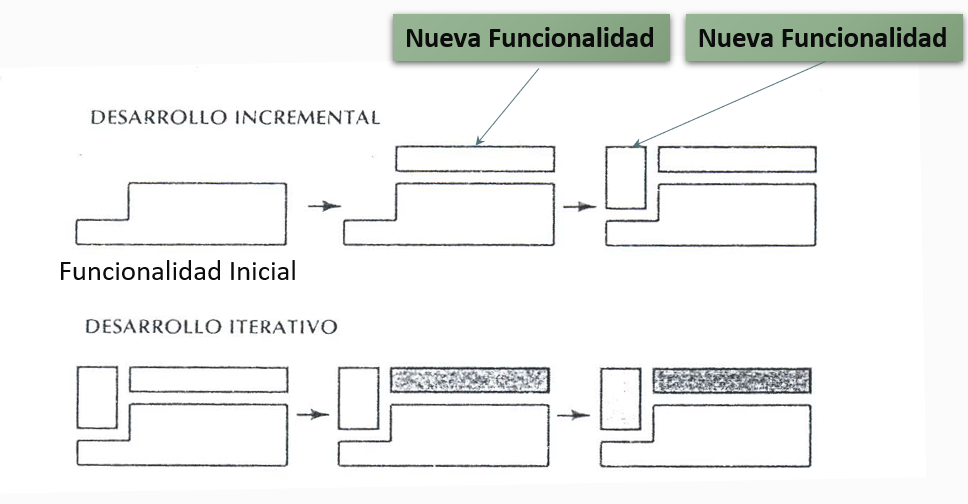 Nueva Funcionalidad
Nueva Funcionalidad
DESARROLLO INCREMENTAL
Funcionalidad Inicial
DESARROLLO ITERATIVO